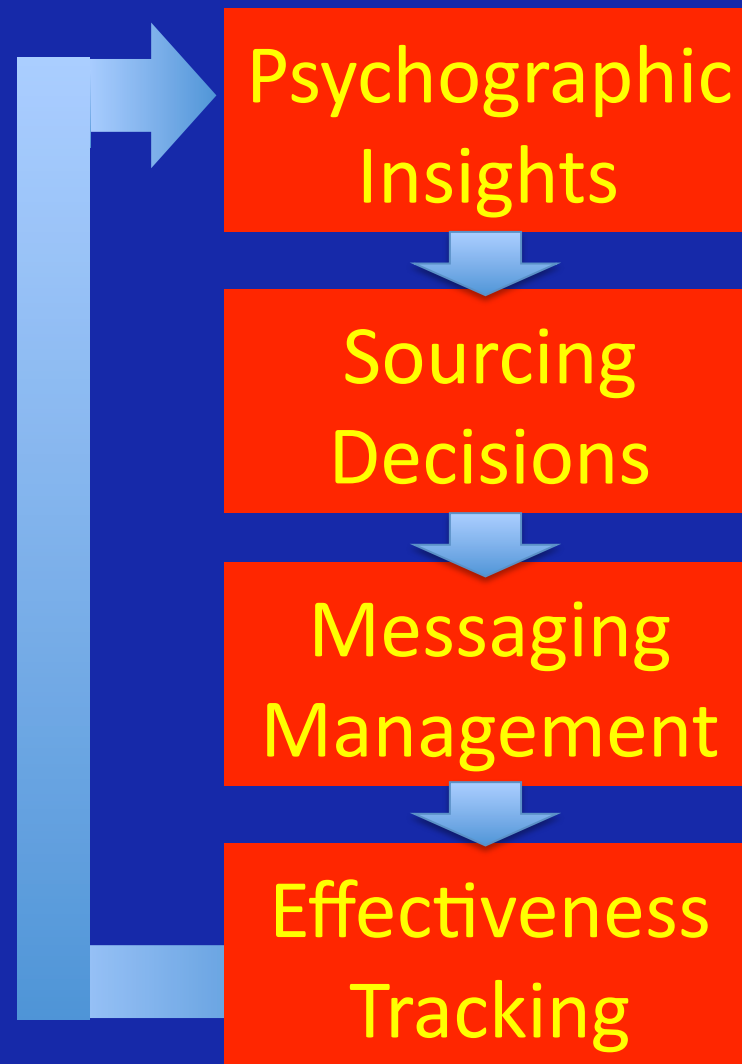 Psychographic
Insights
Sourcing
Decisions
Messaging
Management
Effectiveness
Tracking